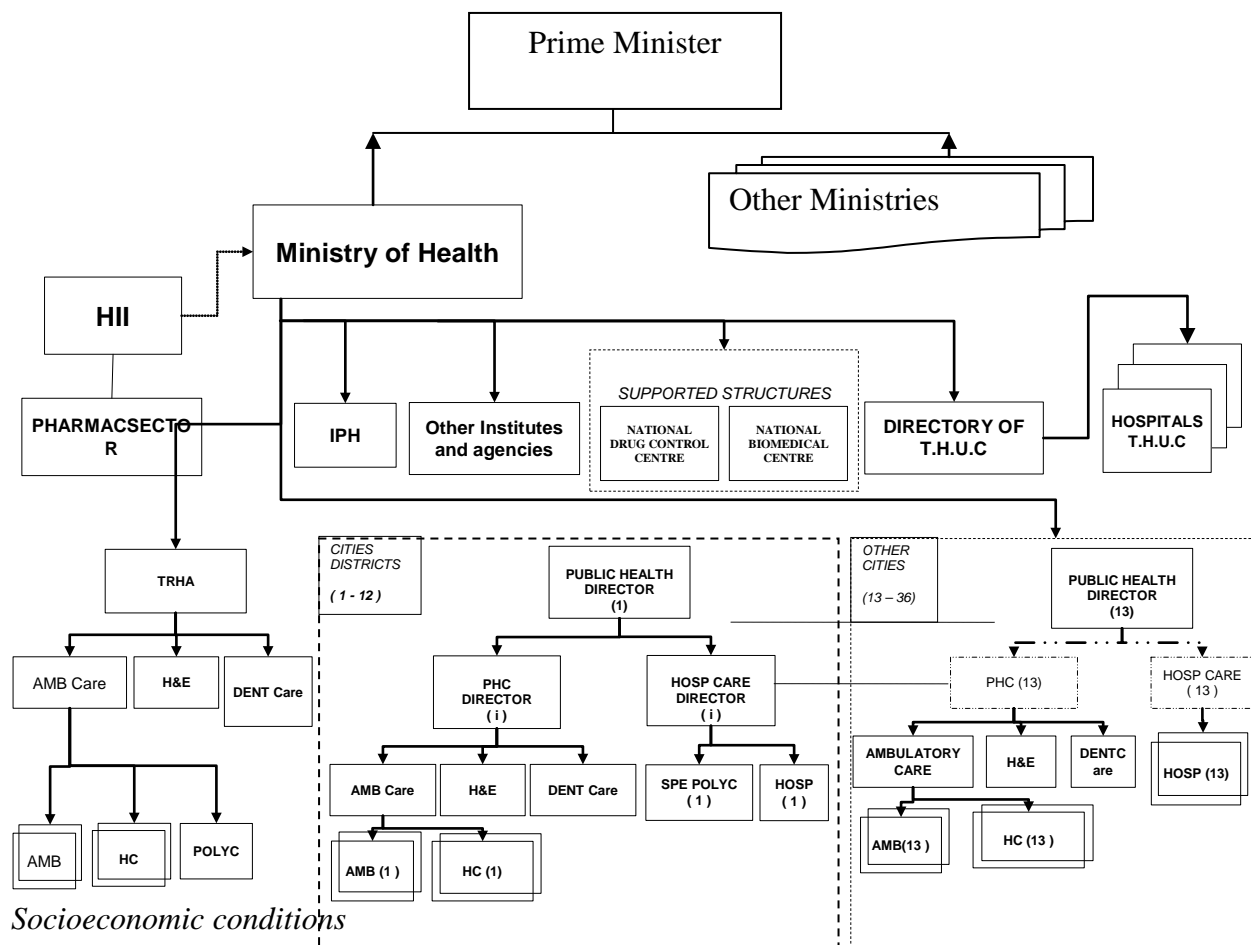 Prime Minister
Other Ministries
Ministry of Health
HII
PHARMACSECTO
R
IPH
Other Institutes
and agencies
SUPPORTED STRUCTURES
NATIONAL
DRUG CONTROL
CENTRE
NATIONAL
BIOMEDICAL
CENTRE
DIRECTORY OF
T.H.U.C
HOSPITALS
T.H.U.C
TRHA
AMB Care
H&E
DENT Care
AMB
HC
POLYC
CITIES
DISTRICTS
( 1 - 12 )
PUBLIC HEALTH
DIRECTOR
(1)
PHC
DIRECTOR
( i )
HOSP CARE
DIRECTOR
( i )
AMB Care
H&E
DENT Care
SPE POLYC
( 1 )
HOSP
( 1 )
AMB (1 )
HC (1)
OTHER
CITIES
(13 – 36)
PUBLIC HEALTH
DIRECTOR
(13)
PHC (13)
HOSP CARE
( 13 )
AMBULATORY
CARE
H&E
DENTC
are
HOSP (13)
AMB(13 )
HC (13 )
Socioeconomic conditions